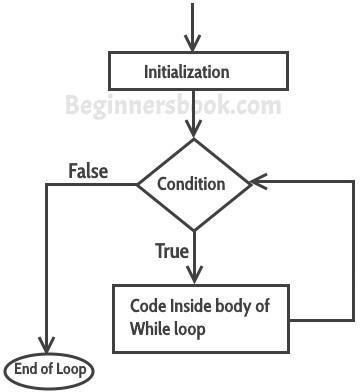 Initialization
Beginnersbook.com
False
Condition
True
Code Inside body of
While loop
End of Loop